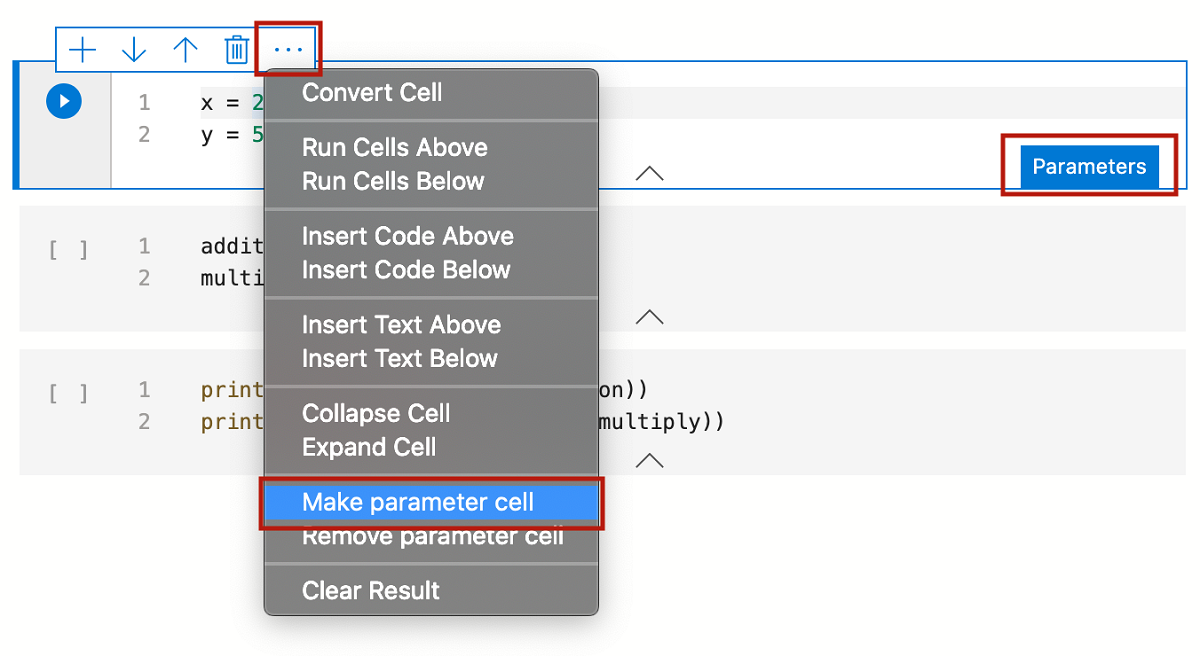 ...
Convert Cell
1 x = 2
2 y = 5
Run Cells Above
Run Cells Below
Parameters
Insert Code Above
Insert Code Below
[ ] 1 addit
2 multi
Insert Text Above
Insert Text Below
[ ] 1 print on))
2 print multiply))
Collapse Cell
Expand Cell
Make parameter cell
Remove parameter cell
Clear Result